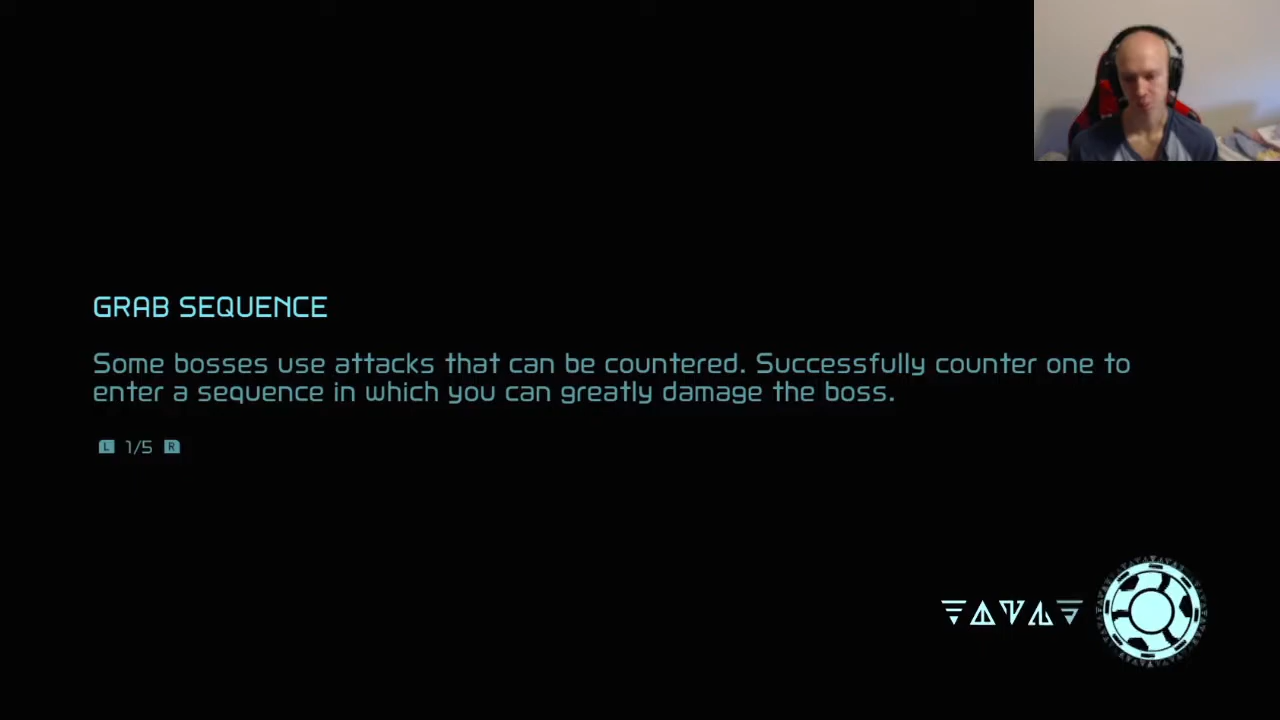 GRAB SEQUENCE
Some bosses use attacks that can be countered. Successfully counter one to
enter a sequence in which you can greatly damage the boss.
L 1/5 R